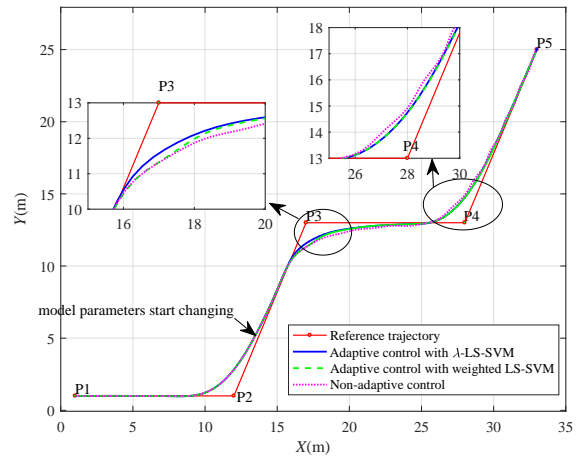 18
17
16
15
14
13
26
28
30
P4
P5
P3
13
12
11
10
16
18
20
25
20
15
10
5
0
Y(m)
P3
P4
model parameters start changing
P1
P2
Reference trajectory
Adaptive control with λ-LS-SVM
Adaptive control with weighted LS-SVM
Non-adaptive control
0
5
10
15
20
25
30
35
X(m)